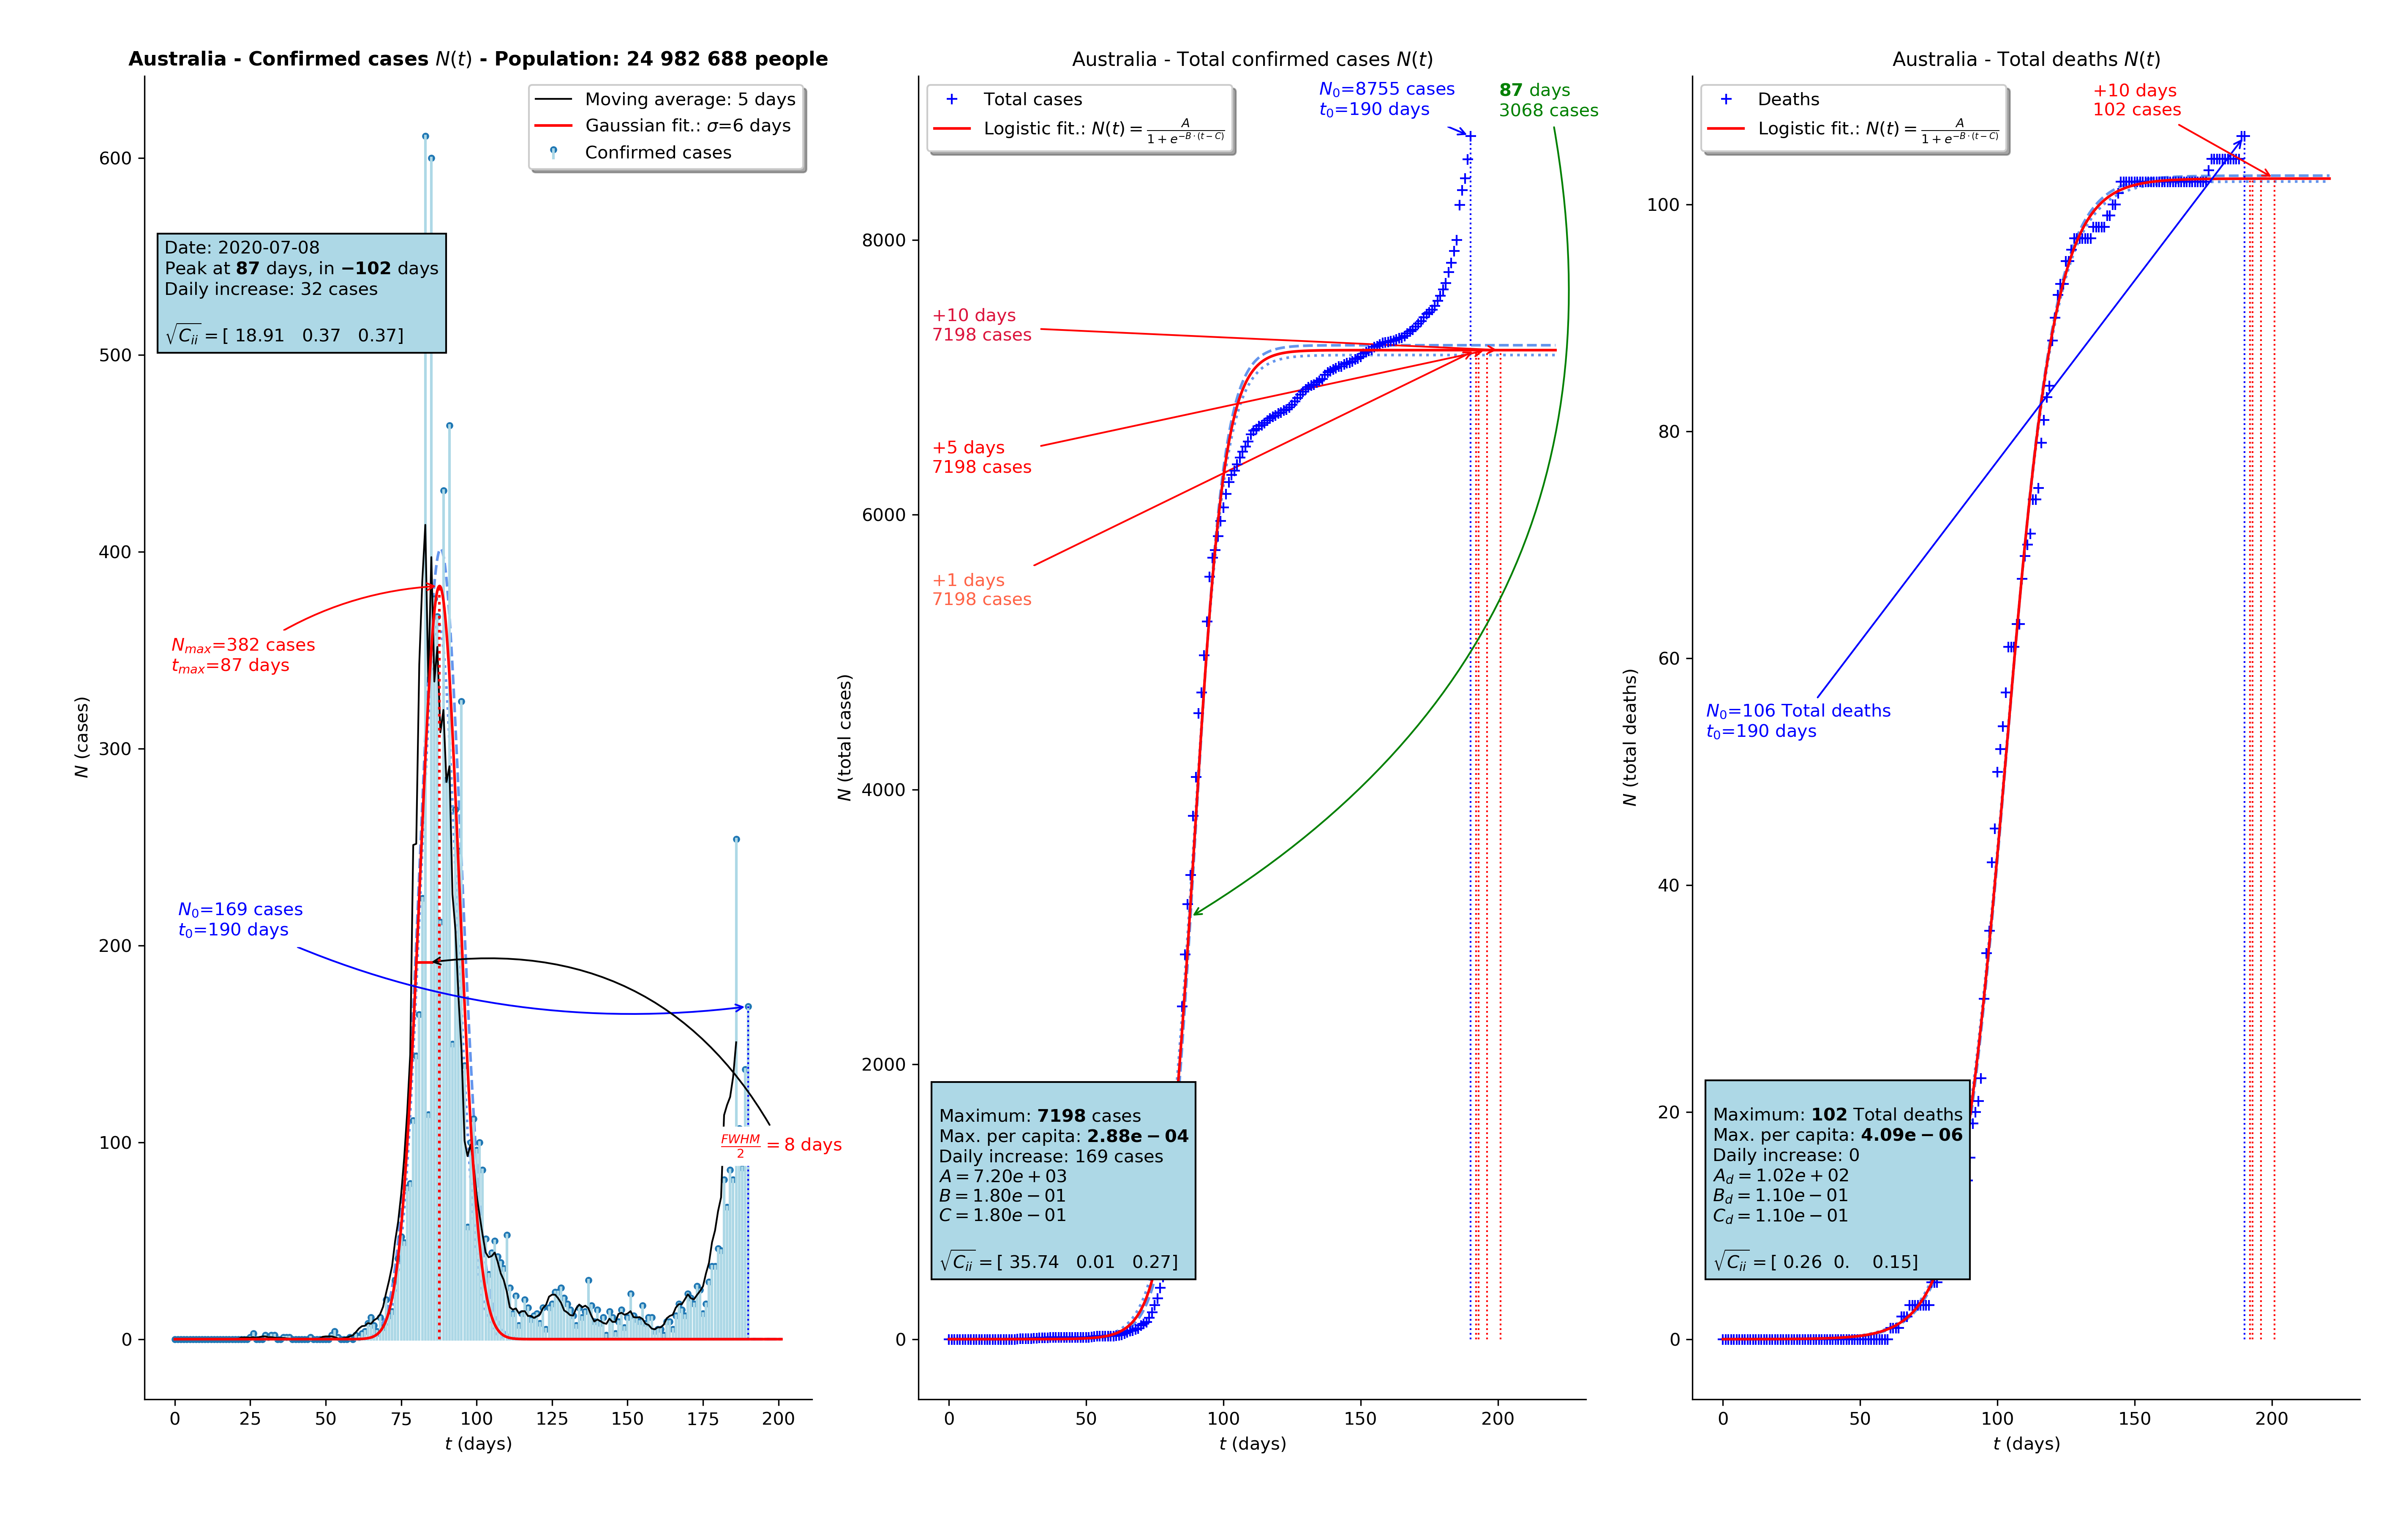 Australia - Confirmed cases N(t) - Population: 24 982 688 people
Moving average: 5 days
Gaussian fit.: σ=6 days
Confirmed cases
Date: 2020-07-08
Peak at 87 days, in −102 days
Daily increase: 32 cases
√C_ii = [ 18.91 0.37 0.37]
N_max=382 cases
t_max=87 days
N_0=169 cases
t_0=190 days
FWHM/2 = 8 days
N (cases)
600
500
400
300
200
100
0
0 25 50 75 100 125 150 175 200
t (days)
Australia - Total confirmed cases N(t)
Total cases
Logistic fit.: N(t) = A/(1 + e^(−B·(t−C)))
N_0=8755 cases
t_0=190 days
87 days
3068 cases
+10 days
7198 cases
+5 days
7198 cases
+1 days
7198 cases
Maximum: 7198 cases
Max. per capita: 2.88e − 04
Daily increase: 169 cases
A = 7.20e + 03
B = 1.80e − 01
C = 1.80e − 01
√C_ii = [ 35.74 0.01 0.27]
N (total cases)
8000
6000
4000
2000
0
0 50 100 150 200
t (days)
Australia - Total deaths N(t)
Deaths
Logistic fit.: N(t) = A/(1 + e^(−B·(t−C)))
+10 days
102 cases
N_0=106 Total deaths
t_0=190 days
Maximum: 102 Total deaths
Max. per capita: 4.09e − 06
Daily increase: 0
A_d = 1.02e + 02
B_d = 1.10e − 01
C_d = 1.10e − 01
√C_ii = [ 0.26 0. 0.15]
N (total deaths)
100
80
60
40
20
0
0 50 100 150 200
t (days)